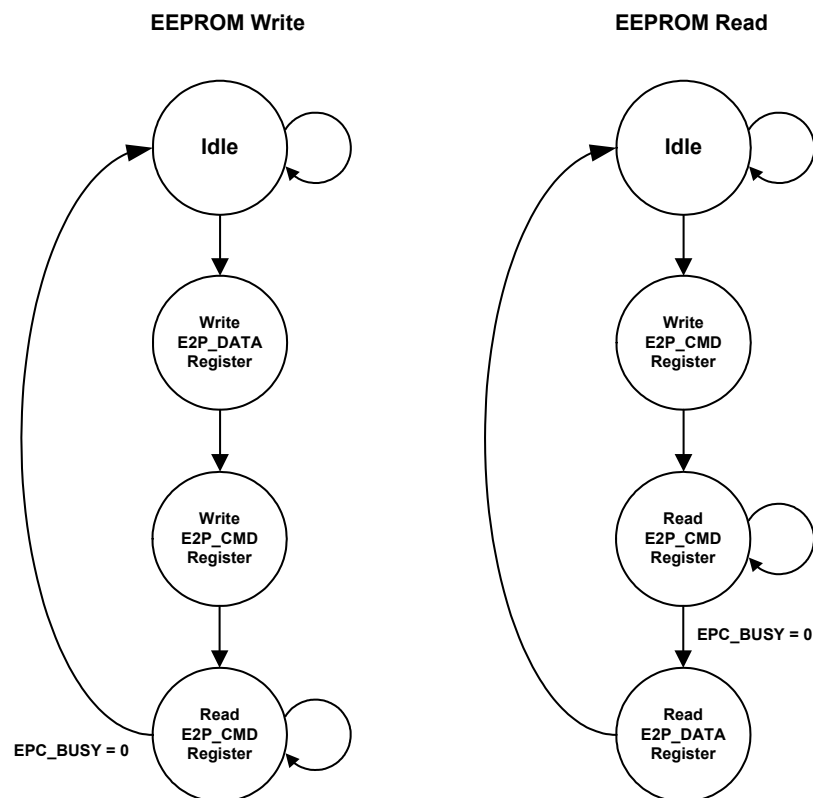 EEPROM Write
Idle
Write
E2P_DATA
Register
Write
E2P_CMD
Register
Read
E2P_CMD
Register
EPC_BUSY = 0
EEPROM Read
Idle
Write
E2P_CMD
Register
Read
E2P_CMD
Register
EPC_BUSY = 0
Read
E2P_DATA
Register